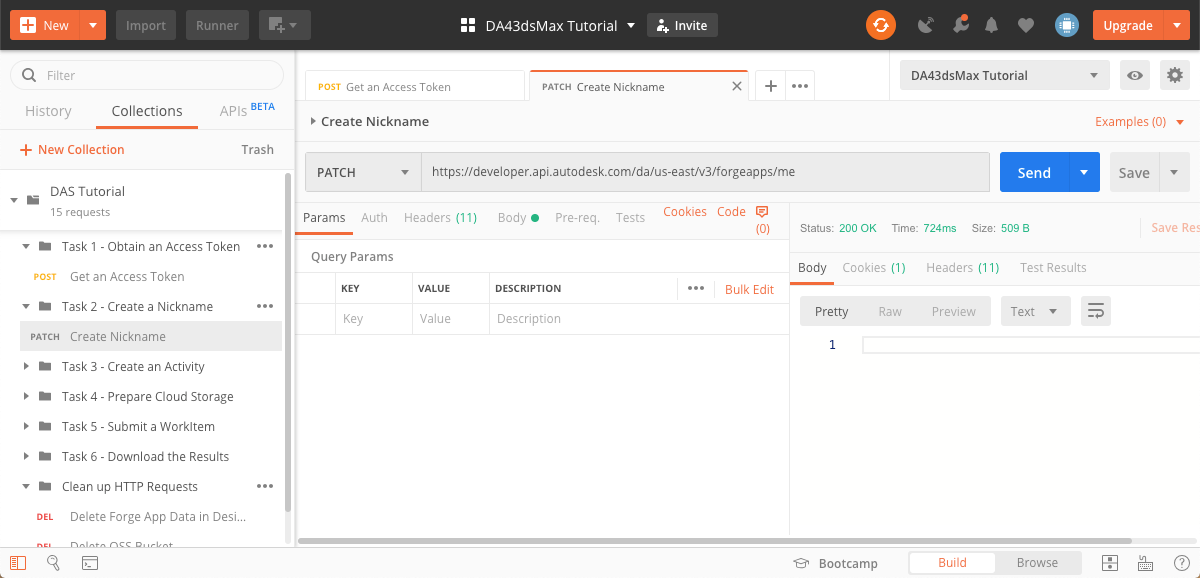 New
Import
Runner
DA43dsMax Tutorial
Invite
Upgrade
Filter
History
Collections
APIs BETA
New Collection
Trash
DAS Tutorial
15 requests
Task 1 - Obtain an Access Token
POST Get an Access Token
Task 2 - Create a Nickname
PATCH Create Nickname
Task 3 - Create an Activity
Task 4 - Prepare Cloud Storage
Task 5 - Submit a WorkItem
Task 6 - Download the Results
Clean up HTTP Requests
DEL Delete Forge App Data in Desi...
DEL Delete OSS Bucket
POST Get an Access Token
PATCH Create Nickname
DA43dsMax Tutorial
Create Nickname
Examples (0)
PATCH
https://developer.api.autodesk.com/da/us-east/v3/forgeapps/me
Send
Save
Params
Auth
Headers (11)
Body
Pre-req.
Tests
Cookies
Code
(0)
Query Params
KEY
VALUE
DESCRIPTION
Bulk Edit
Key
Value
Description
Status: 200 OK Time: 724ms Size: 509 B
Save Res
Body
Cookies (1)
Headers (11)
Test Results
Pretty
Raw
Preview
Text
1
Bootcamp
Build
Browse